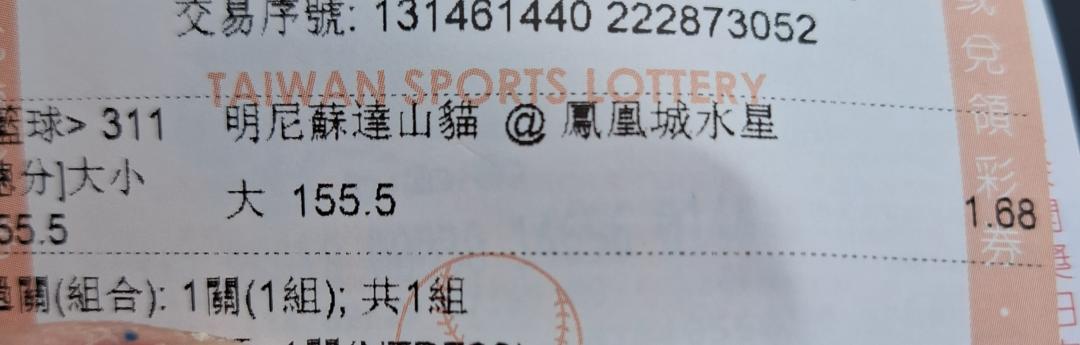 交易序號: 131461440 222873052
TAIWAN SPORTS LOTTERY
籃球> 311 明尼蘇達山貓 @ 鳳凰城水星
總分]大小 大 155.5 1.68
55.5
過關(組合): 1關(1組); 共1組
兌領彩券